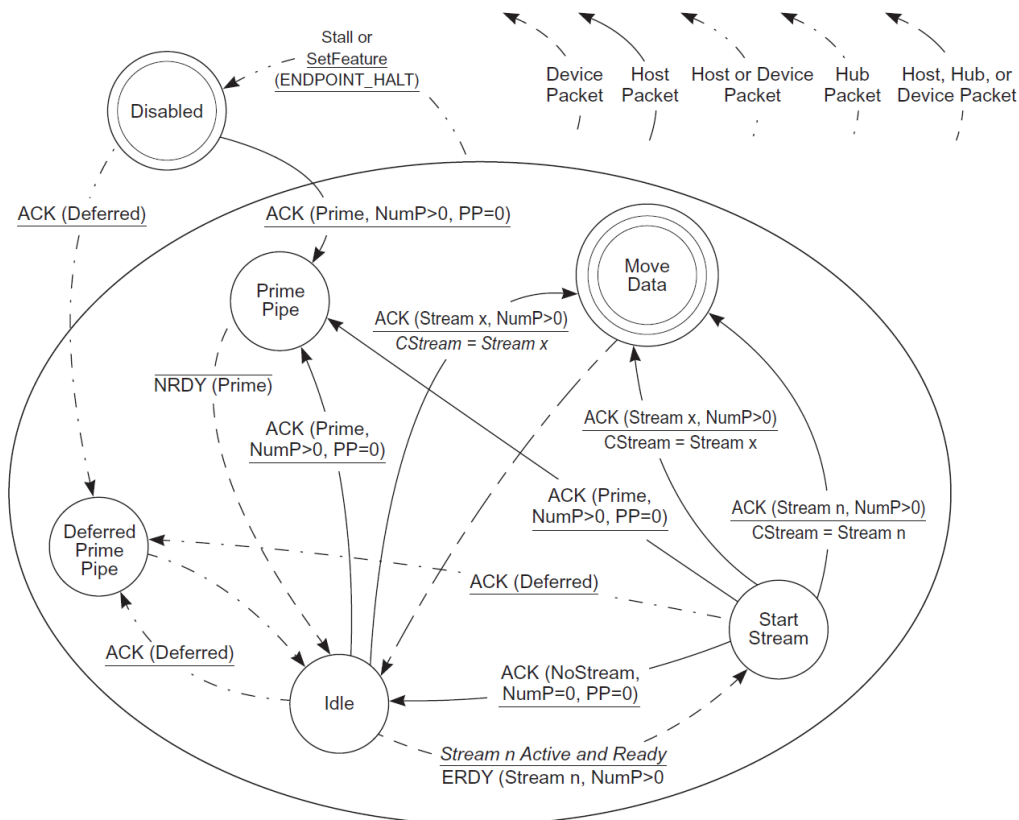 Stall or
SetFeature
(ENDPOINT_HALT)
Device
Packet
Host
Packet
Host or Device
Packet
Hub
Packet
Host, Hub, or
Device Packet
Disabled
ACK (Deferred)
ACK (Prime, NumP>0, PP=0)
Prime
Pipe
Move
Data
ACK (Stream x, NumP>0)
CStream = Stream x
NRDY (Prime)
ACK (Prime,
NumP>0, PP=0)
ACK (Stream x, NumP>0)
CStream = Stream x
ACK (Prime,
NumP>0, PP=0)
ACK (Stream n, NumP>0)
CStream = Stream n
Deferred
Prime
Pipe
ACK (Deferred)
Start
Stream
ACK (Deferred)
ACK (NoStream,
NumP=0, PP=0)
Idle
Stream n Active and Ready
ERDY (Stream n, NumP>0